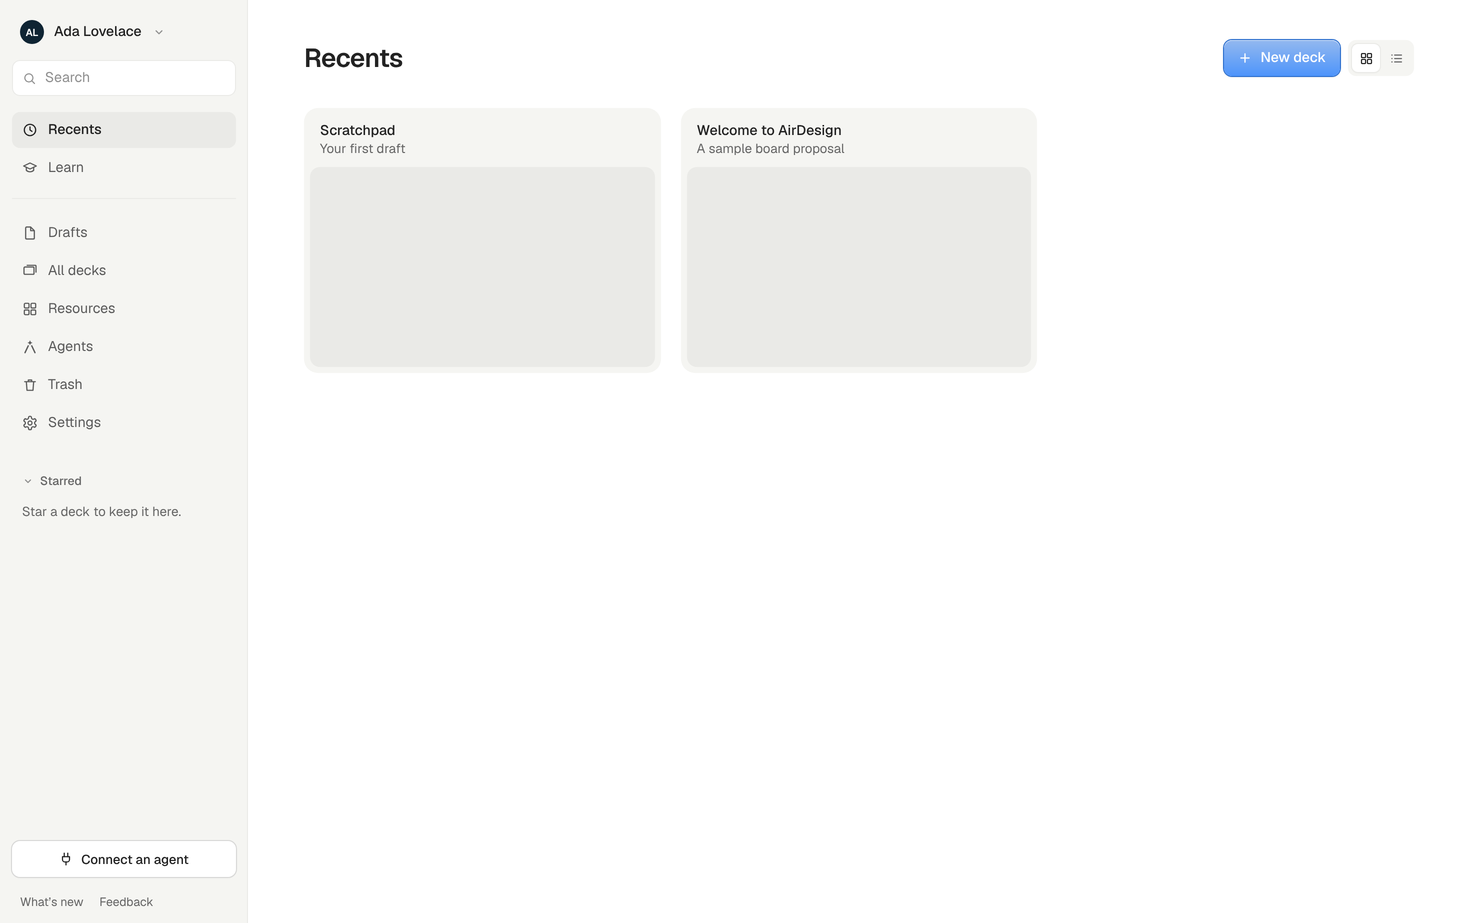 AL
Ada Lovelace
Search
Recents
Learn
Drafts
All decks
Resources
Agents
Trash
Settings
Starred
Star a deck to keep it here.
Connect an agent
What's new
Feedback
Recents
New deck
Scratchpad
Your first draft
Welcome to AirDesign
A sample board proposal